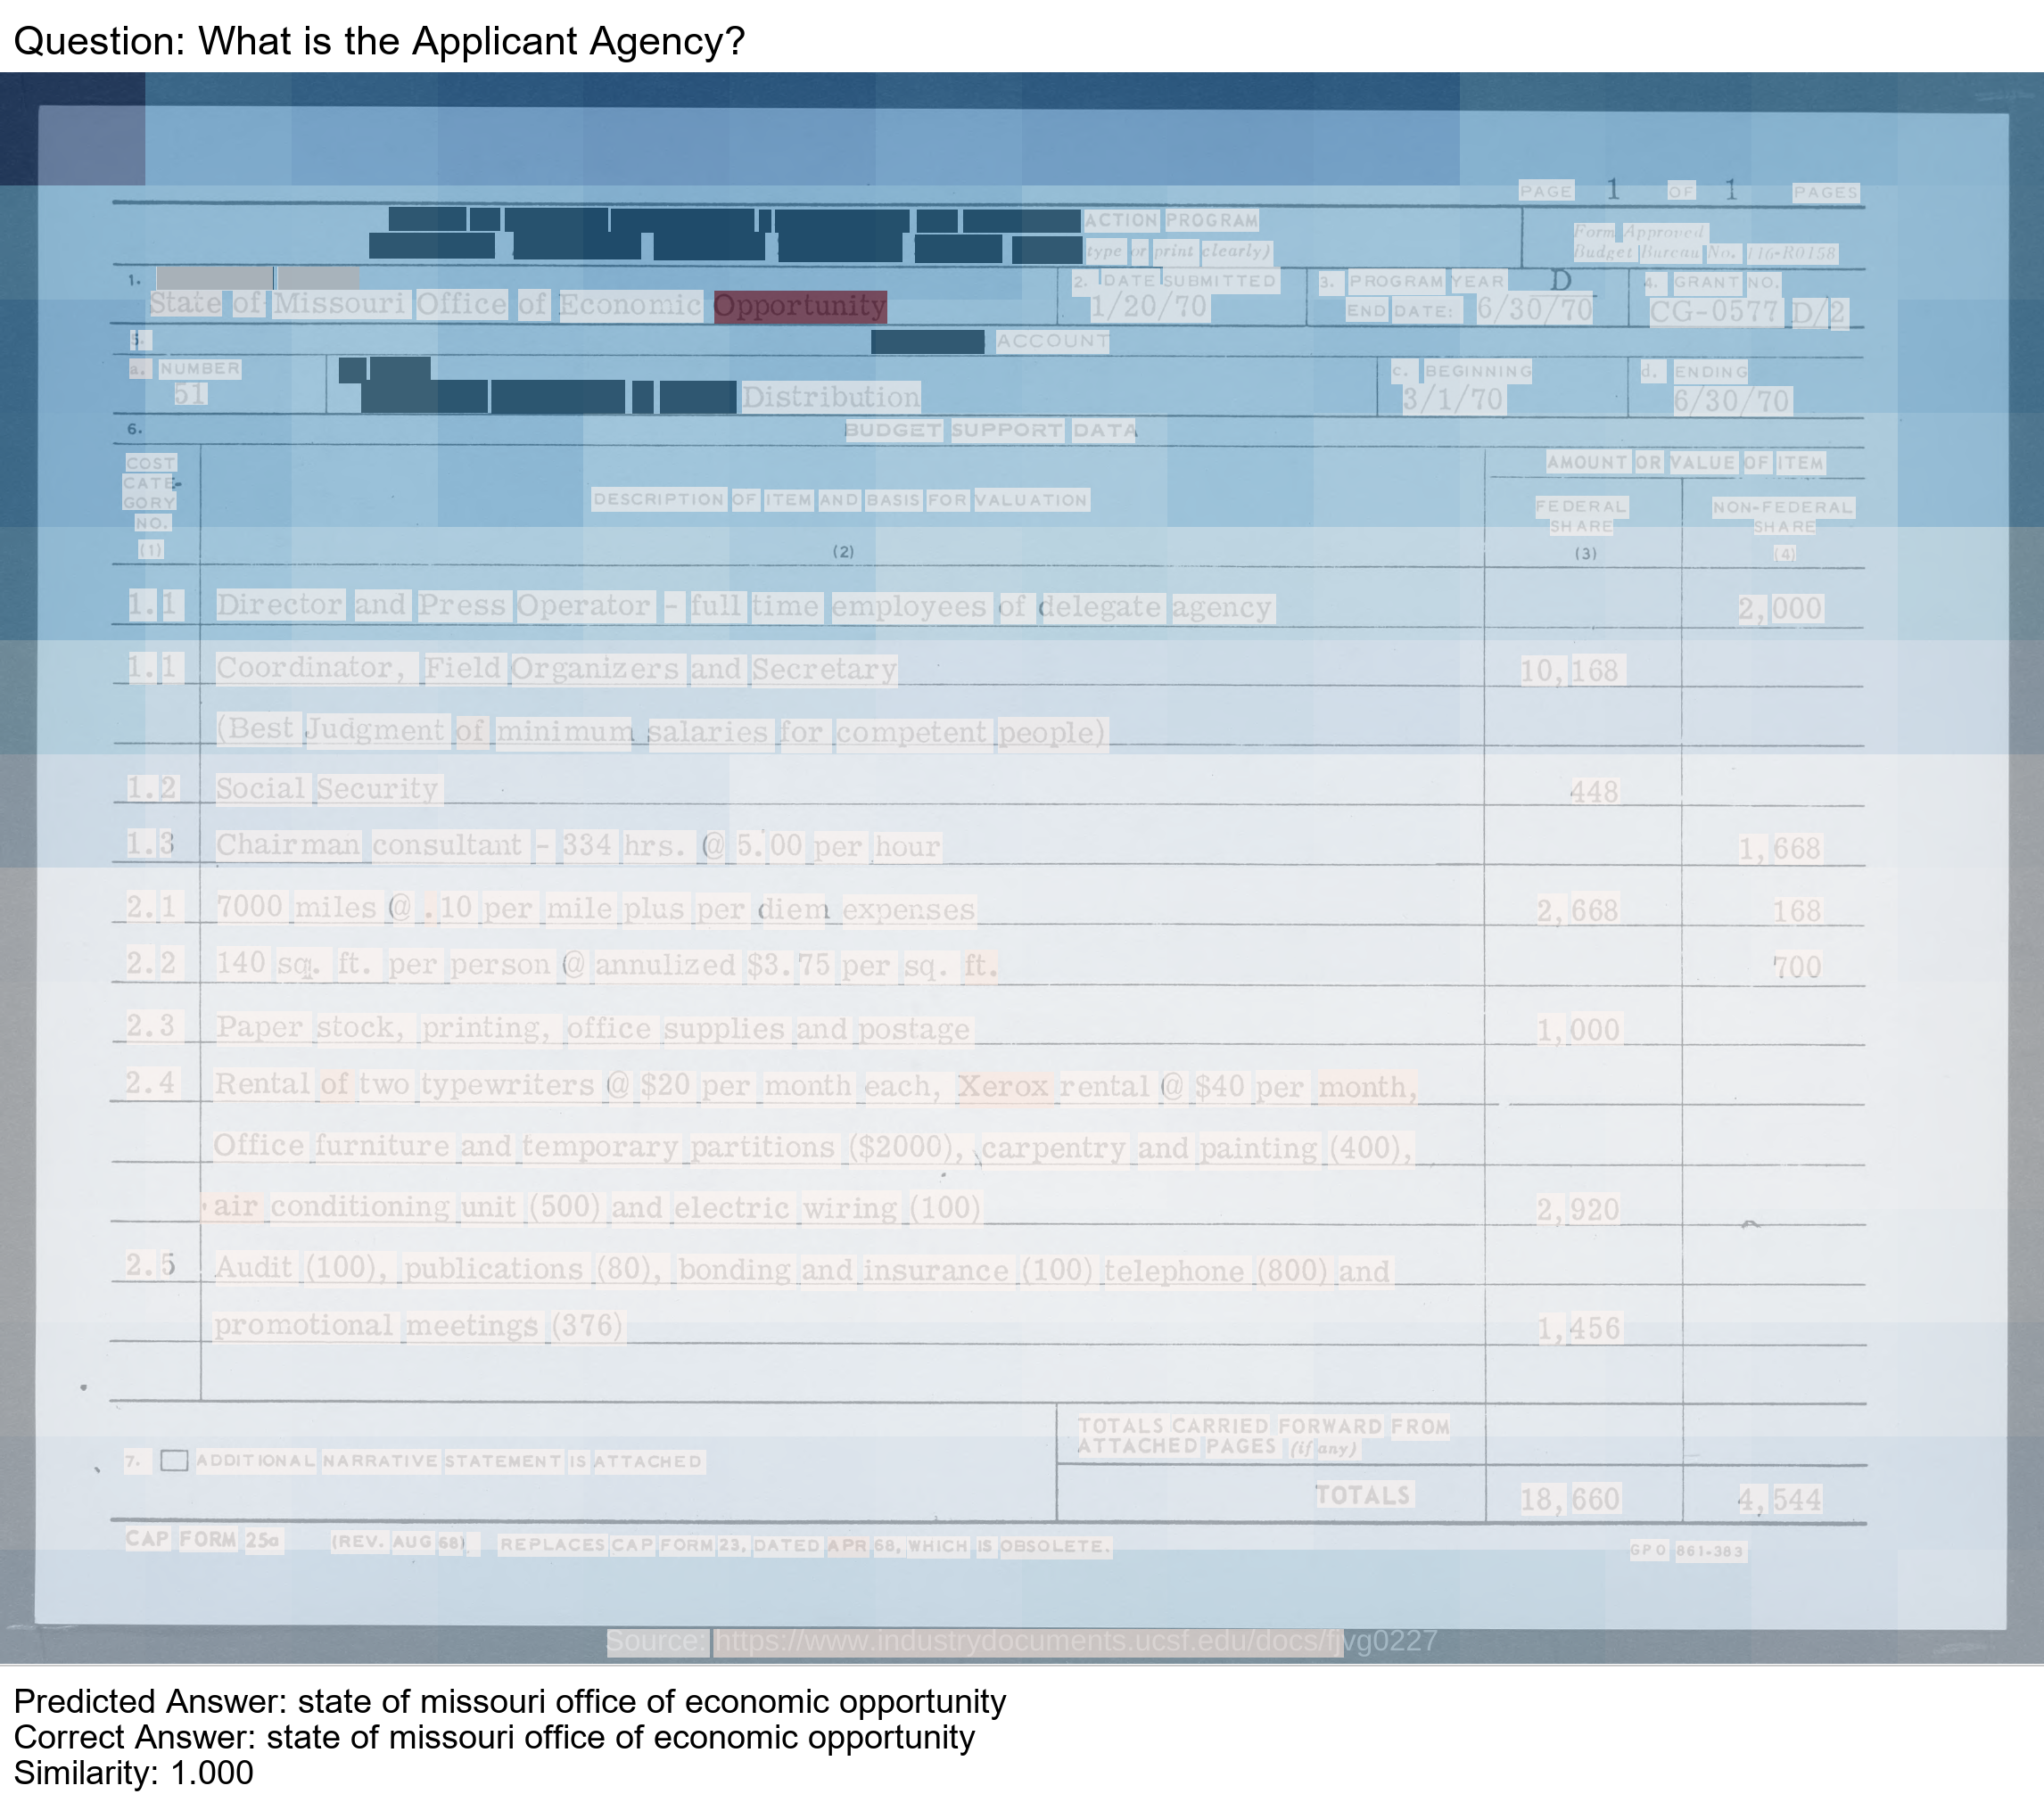 Question: What is the Applicant Agency?
PAGE 1 OF 1 PAGES
ACTION PROGRAM
type or print clearly)
Form Approved
Budget Bureau No. 116-R0158
1.
State of Missouri Office of Economic Opportunity
2. DATE SUBMITTED
1/20/70
3. PROGRAM YEAR
END DATE: 6/30/70
D
4. GRANT NO.
CG-0577 D/2
5.
ACCOUNT
a. NUMBER
51
Distribution
c. BEGINNING
3/1/70
d. ENDING
6/30/70
6.
BUDGET SUPPORT DATA
COST
CATE-
GORY
NO.
(1)
DESCRIPTION OF ITEM AND BASIS FOR VALUATION
(2)
AMOUNT OR VALUE OF ITEM
FEDERAL
SHARE
(3)
NON-FEDERAL
SHARE
(4)
1.1 Director and Press Operator - full time employees of delegate agency 2,000
1.1 Coordinator, Field Organizers and Secretary 10,168
(Best Judgment of minimum salaries for competent people)
1.2 Social Security 448
1.3 Chairman consultant - 334 hrs. @ 5.00 per hour 1,668
2.1 7000 miles @ .10 per mile plus per diem expenses 2,668 168
2.2 140 sq. ft. per person @ annulized $3.75 per sq. ft. 700
2.3 Paper stock, printing, office supplies and postage 1,000
2.4 Rental of two typewriters @ $20 per month each, Xerox rental @ $40 per month,
Office furniture and temporary partitions ($2000), carpentry and painting (400),
air conditioning unit (500) and electric wiring (100) 2,920
2.5 Audit (100), publications (80), bonding and insurance (100) telephone (800) and
promotional meetings (376) 1,456
7. ADDITIONAL NARRATIVE STATEMENT IS ATTACHED
TOTALS CARRIED FORWARD FROM
ATTACHED PAGES (if any)
TOTALS 18,660 4,544
CAP FORM 25a (REV. AUG 68) REPLACES CAP FORM 23, DATED APR 68, WHICH IS OBSOLETE.
GPO 861-383
Source: https://www.industrydocuments.ucsf.edu/docs/fjvg0227
Predicted Answer: state of missouri office of economic opportunity
Correct Answer: state of missouri office of economic opportunity
Similarity: 1.000